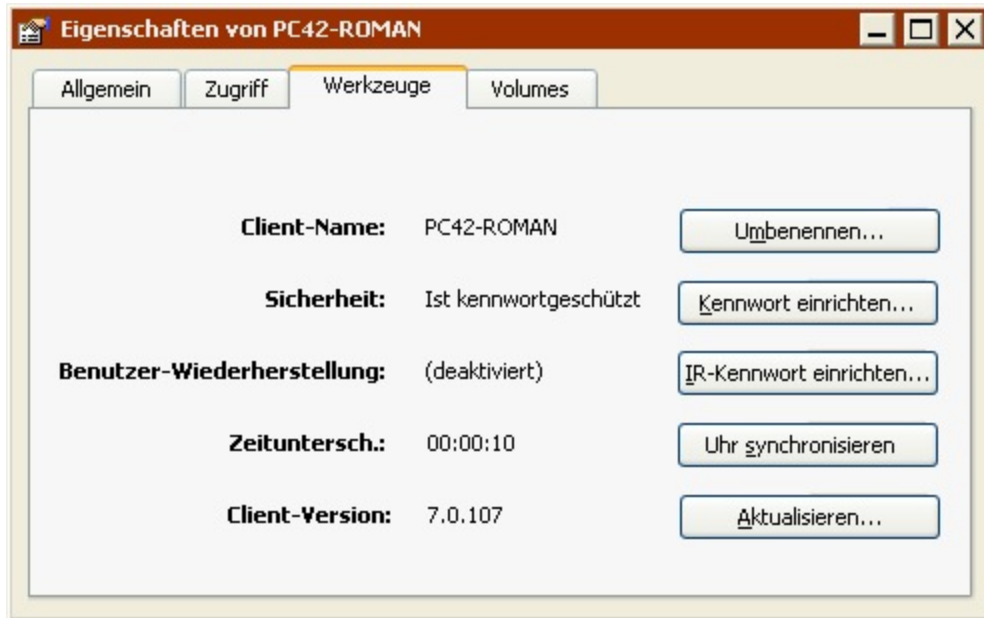 Eigenschaften von PC42-ROMAN
Allgemein Zugriff Werkzeuge Volumes
Client-Name: PC42-ROMAN Umbenennen...
Sicherheit: Ist kennwortgeschützt Kennwort einrichten...
Benutzer-Wiederherstellung: (deaktiviert) IR-Kennwort einrichten...
Zeituntersch.: 00:00:10 Uhr synchronisieren
Client-Version: 7.0.107 Aktualisieren...